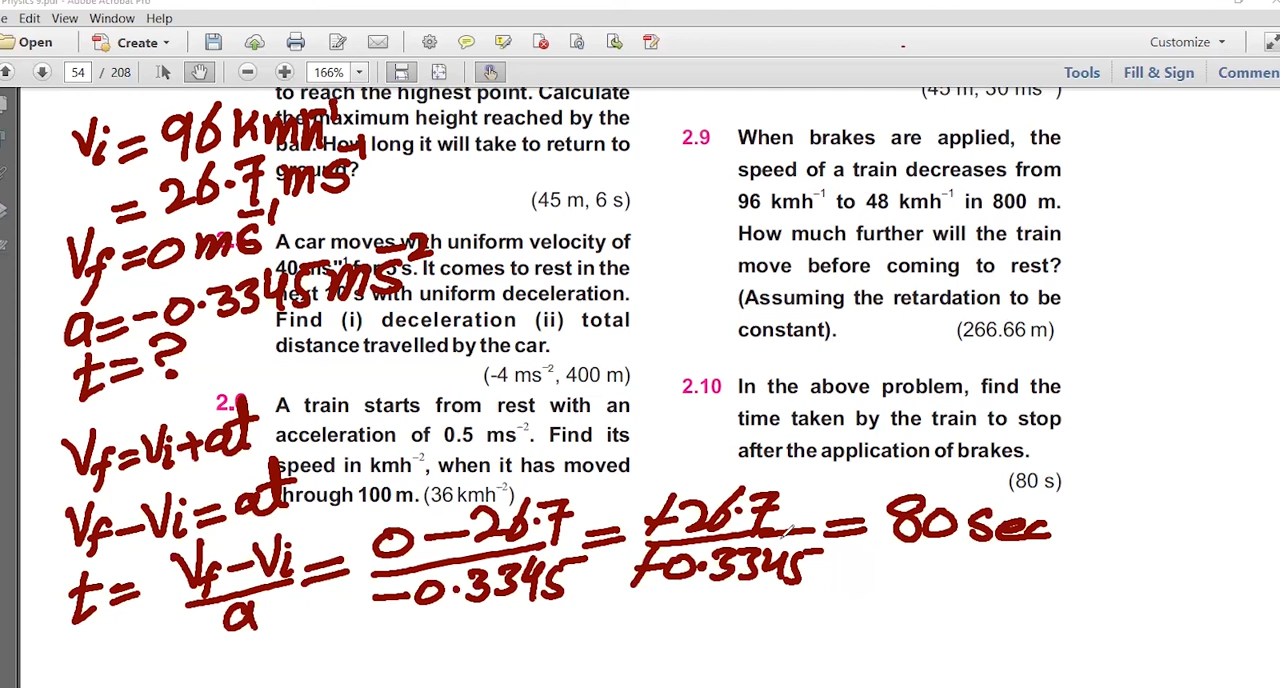 Physics 9.pdf - Adobe Acrobat Pro
e Edit View Window Help
Open Create Customize
54 / 208 166% Tools Fill & Sign Commen
to reach the highest point. Calculate
the maximum height reached by the
How long it will take to return to
ground?
(45 m, 6 s)
A car moves with uniform velocity of
40 ms s. It comes to rest in the
next 10 s with uniform deceleration.
Find (i) deceleration (ii) total
distance travelled by the car.
(-4 ms⁻², 400 m)
A train starts from rest with an
acceleration of 0.5 ms⁻². Find its
speed in kmh⁻², when it has moved
through 100 m. (36 kmh⁻²)
(45 m, 30 ms )
2.9 When brakes are applied, the
speed of a train decreases from
96 kmh⁻¹ to 48 kmh⁻¹ in 800 m.
How much further will the train
move before coming to rest?
(Assuming the retardation to be
constant). (266.66 m)
2.10 In the above problem, find the
time taken by the train to stop
after the application of brakes.
(80 s)
Vi = 96 Kmh⁻¹
= 26.7 ms⁻¹
Vf = 0 ms⁻¹
a = -0.3345 ms⁻²
t = ?
Vf = Vi + at
Vf - Vi = at
t = (Vf - Vi)/a = (0 - 26.7)/(-0.3345) = (-26.7)/(-0.3345) = 80 sec